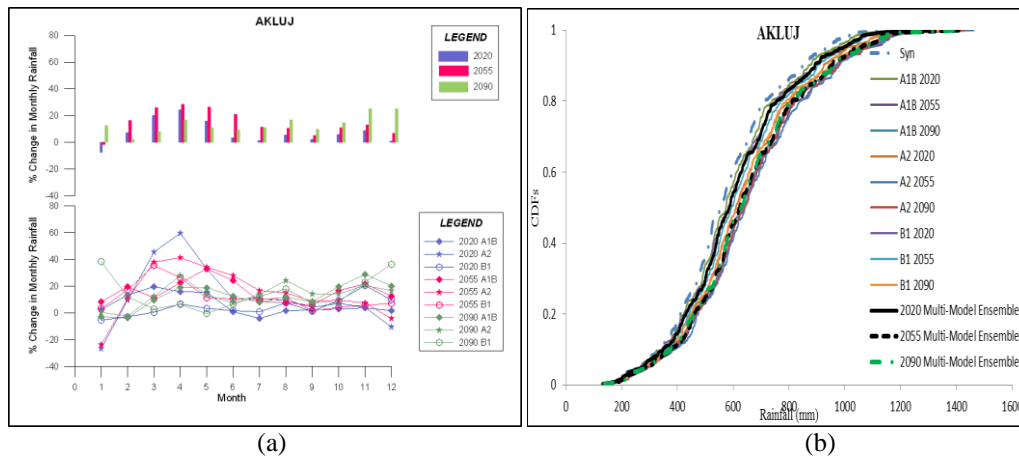 AKLUJ
LEGEND
2020
2055
2090
% Change in Monthly Rainfall
80
60
40
20
0
-20
-40
% Change in Monthly Rainfall
80
60
40
20
0
-20
-40
LEGEND
2020 A1B
2020 A2
2020 B1
2055 A1B
2055 A2
2055 B1
2090 A1B
2090 A2
2090 B1
0 1 2 3 4 5 6 7 8 9 10 11 12
Month
(a)
AKLUJ
CDFs
1
0.8
0.6
0.4
0.2
0
Syn
A1B 2020
A1B 2055
A1B 2090
A2 2020
A2 2055
A2 2090
B1 2020
B1 2055
B1 2090
2020 Multi-Model Ensemble
2055 Multi-Model Ensemble
2090 Multi-Model Ensemble
0 200 400 600 800 1000 1200 1400 1600
Rainfall (mm)
(b)